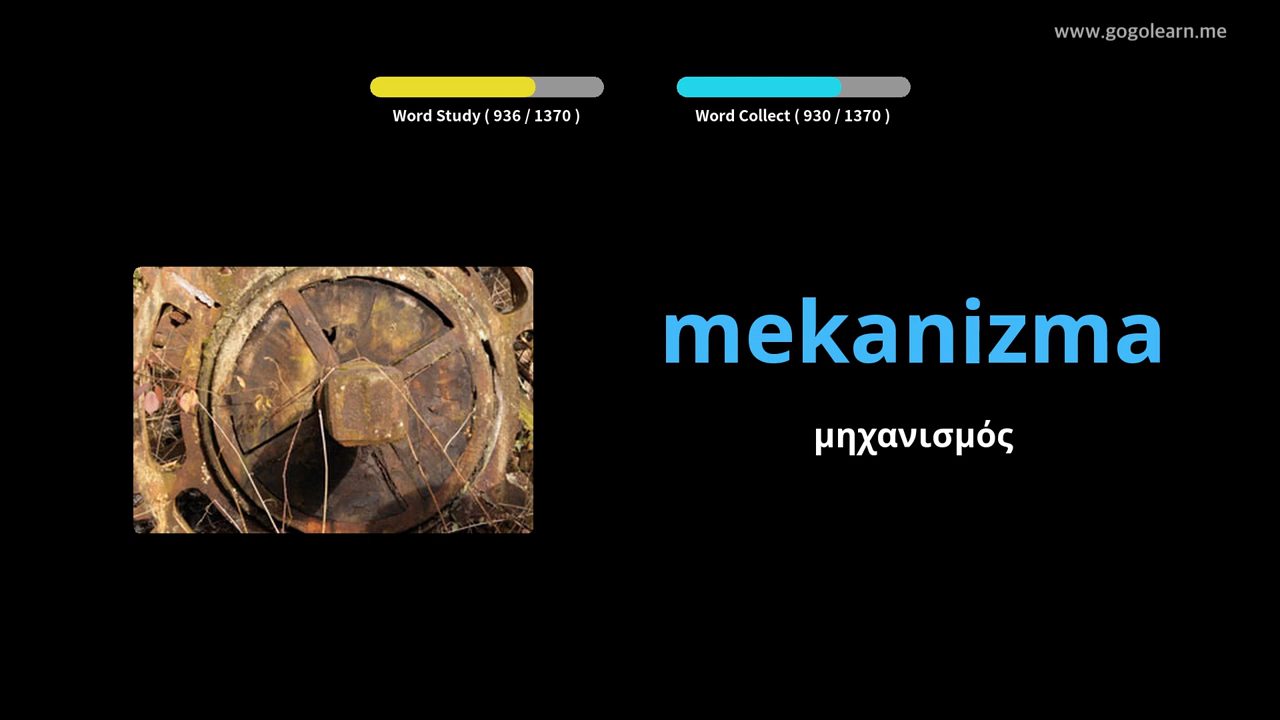 www.gogolearn.me
Word Study ( 936 / 1370 )
Word Collect ( 930 / 1370 )
mekanizma
μηχανισμός